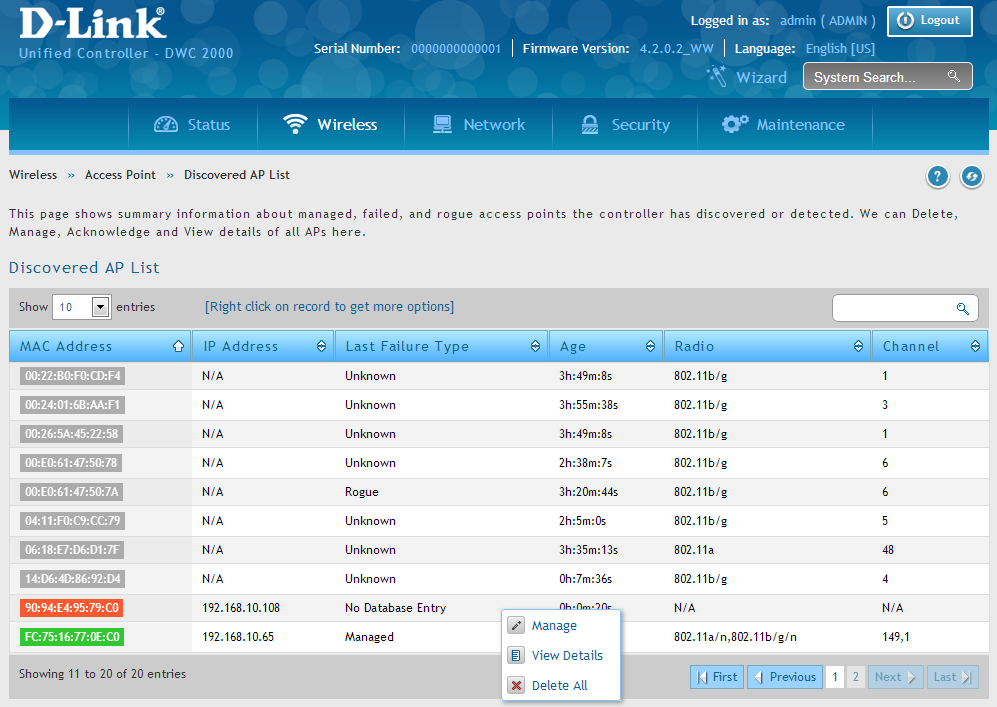 D-Link®
Unified Controller - DWC 2000
Logged in as: admin ( ADMIN ) Logout
Serial Number: 0000000000001 Firmware Version: 4.2.0.2_WW Language: English [US]
Wizard System Search...
Status Wireless Network Security Maintenance
Wireless » Access Point » Discovered AP List ?
This page shows summary information about managed, failed, and rogue access points the controller has discovered or detected. We can Delete,
Manage, Acknowledge and View details of all APs here.
Discovered AP List
Show 10 entries [Right click on record to get more options]
MAC Address IP Address Last Failure Type Age Radio Channel
00:22:B0:F0:CD:F4 N/A Unknown 3h:49m:8s 802.11b/g 1
00:24:01:6B:AA:F1 N/A Unknown 3h:55m:38s 802.11b/g 3
00:26:5A:45:22:58 N/A Unknown 3h:49m:8s 802.11b/g 1
00:E0:61:47:50:78 N/A Unknown 2h:38m:7s 802.11b/g 6
00:E0:61:47:50:7A N/A Rogue 3h:20m:44s 802.11b/g 6
04:11:F0:C9:CC:79 N/A Unknown 2h:5m:0s 802.11b/g 5
06:18:E7:D6:D1:7F N/A Unknown 3h:35m:13s 802.11a 48
14:D6:4D:86:92:D4 N/A Unknown 0h:7m:36s 802.11b/g 4
90:94:E4:95:79:C0 192.168.10.108 No Database Entry 0h:0m:20s N/A N/A
FC:75:16:77:0E:C0 192.168.10.65 Managed 802.11a/n,802.11b/g/n 149,1
Manage
View Details
Delete All
Showing 11 to 20 of 20 entries First Previous 1 2 Next Last